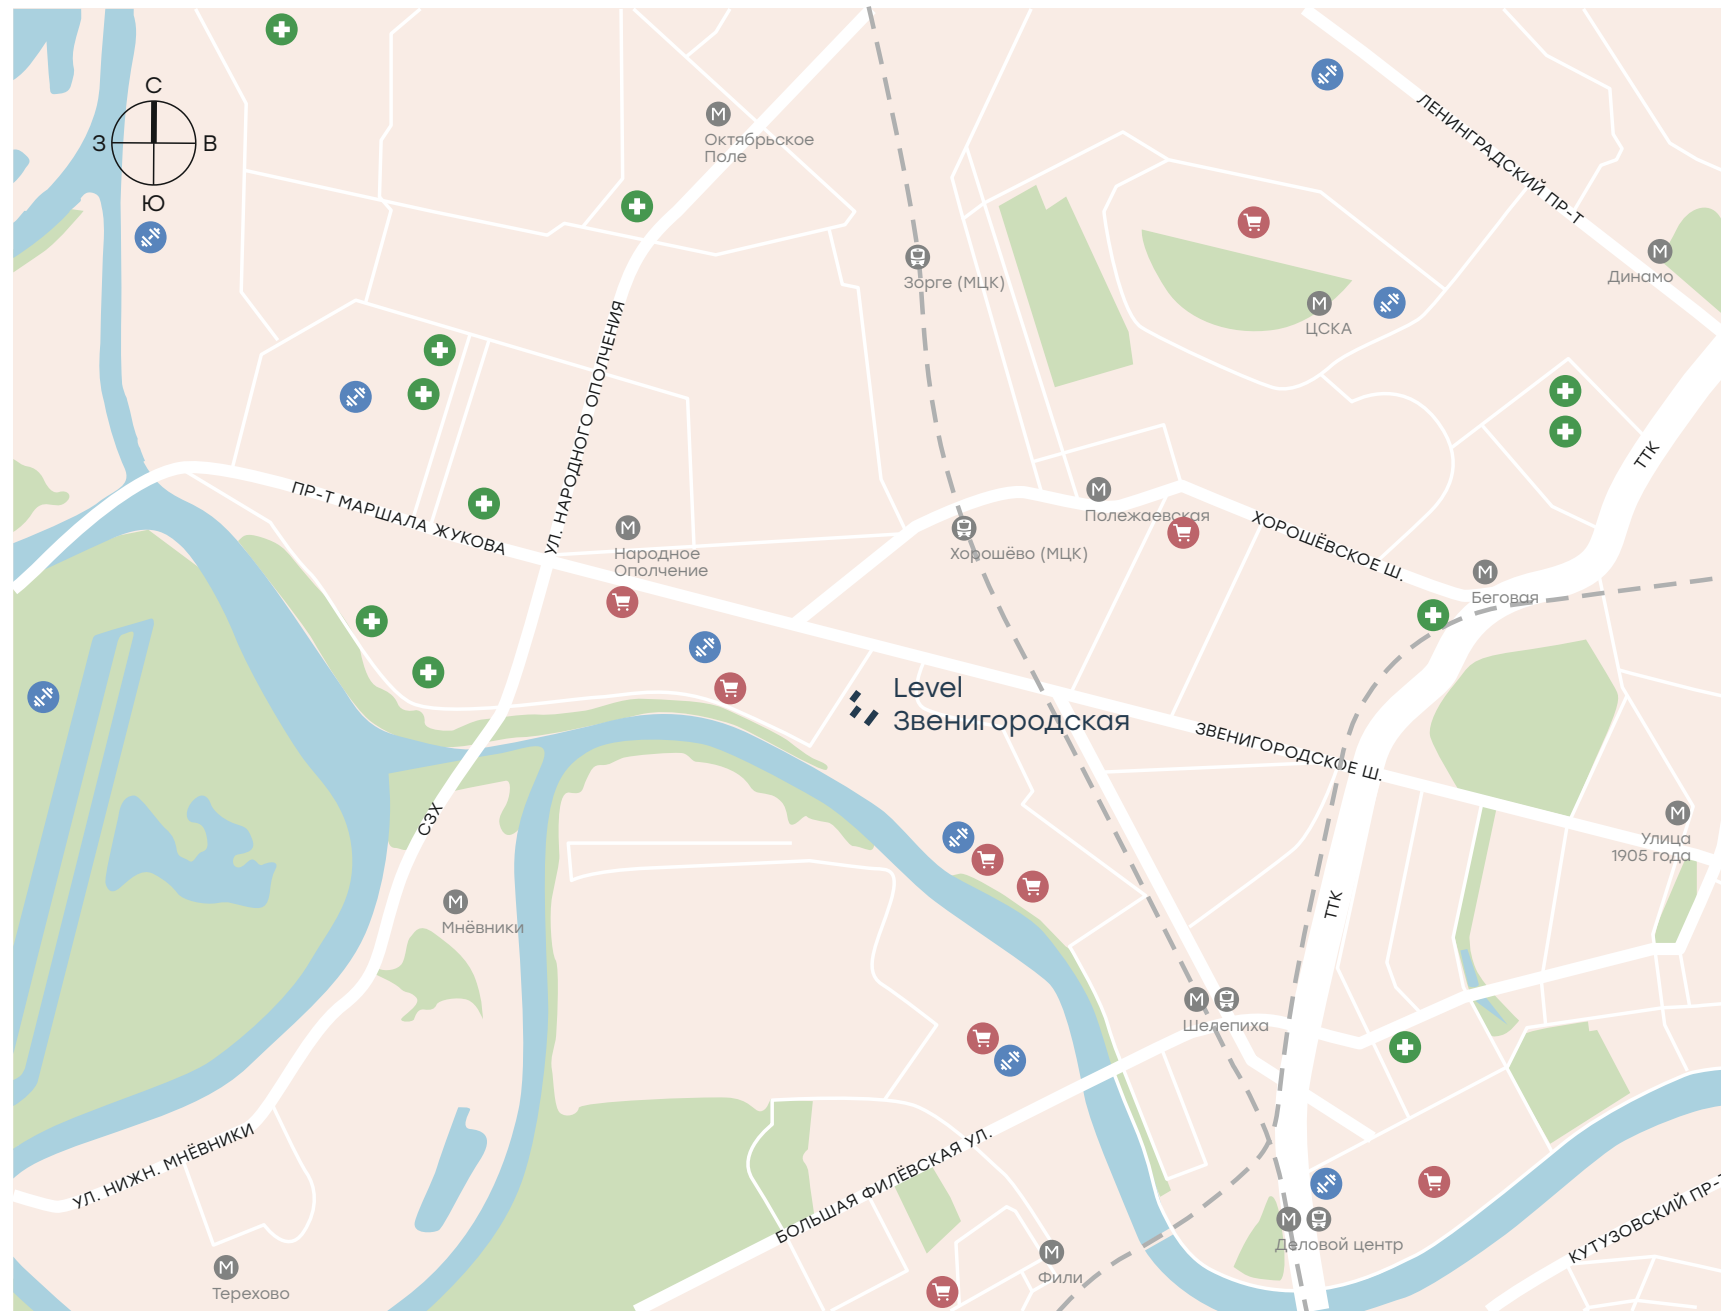 С
З
В
Ю
Октябрьское
Поле
ЛЕНИНГРАДСКИЙ ПР-Т
Зорге (МЦК)
Динамо
ЦСКА
УЛ. НАРОДНОГО ОПОЛЧЕНИЯ
ТТК
ПР-Т МАРШАЛА ЖУКОВА
Полежаевская
ХОРОШЁВСКОЕ Ш.
Народное
Ополчение
Хорошёво (МЦК)
Беговая
Level
Звенигородская
ЗВЕНИГОРОДСКОЕ Ш.
СЗХ
Улица
1905 года
ТТК
Мнёвники
Шелепиха
УЛ. НИЖН. МНЁВНИКИ
БОЛЬШАЯ ФИЛЁВСКАЯ УЛ.
КУТУЗОВСКИЙ ПР-Т
Деловой центр
Фили
Терехово